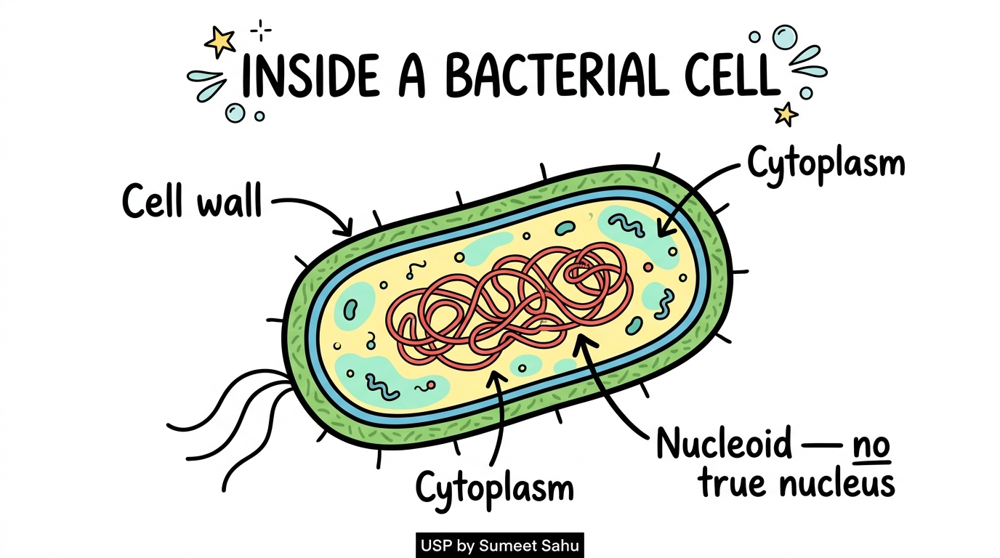 INSIDE A BACTERIAL CELL
Cytoplasm
Cell wall
Nucleoid — no
true nucleus
Cytoplasm
USP by Sumeet Sahu